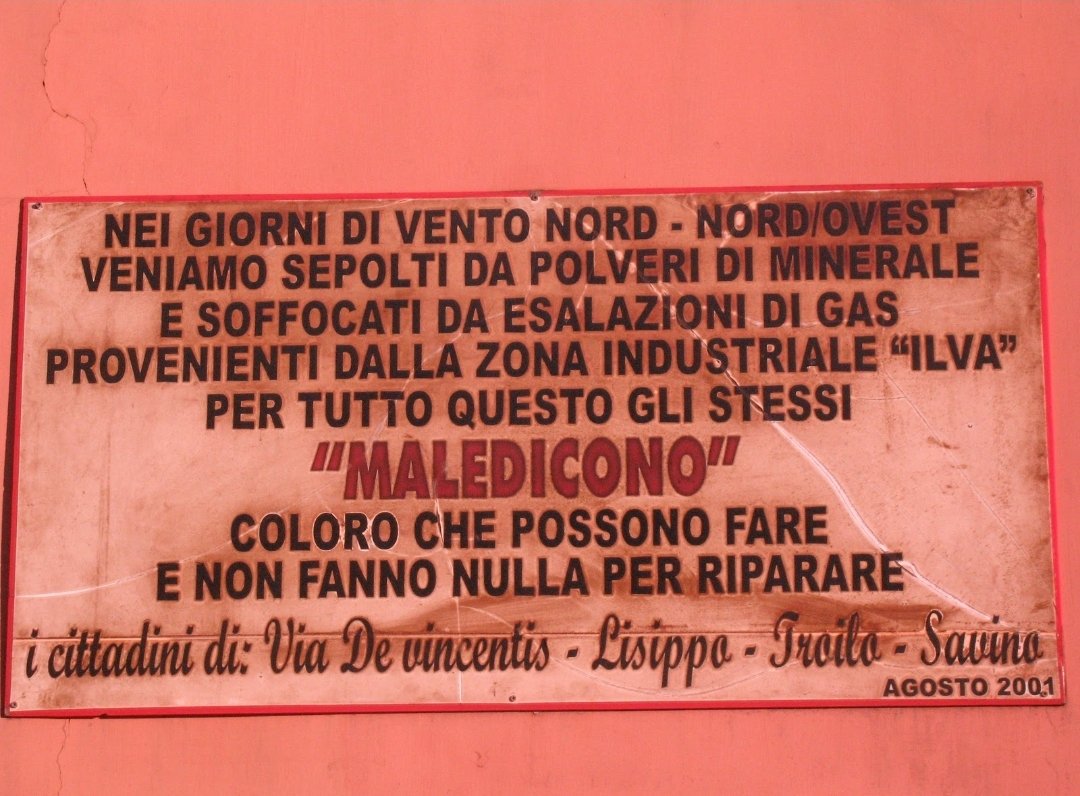 NEI GIORNI DI VENTO NORD - NORD/OVEST
VENIAMO SEPOLTI DA POLVERI DI MINERALE
E SOFFOCATI DA ESALAZIONI DI GAS
PROVENIENTI DALLA ZONA INDUSTRIALE “ILVA”
PER TUTTO QUESTO GLI STESSI
“MALEDICONO”
COLORO CHE POSSONO FARE
E NON FANNO NULLA PER RIPARARE
i cittadini di: Via De vincentis - Lisippo - Troilo - Savino
AGOSTO 2001